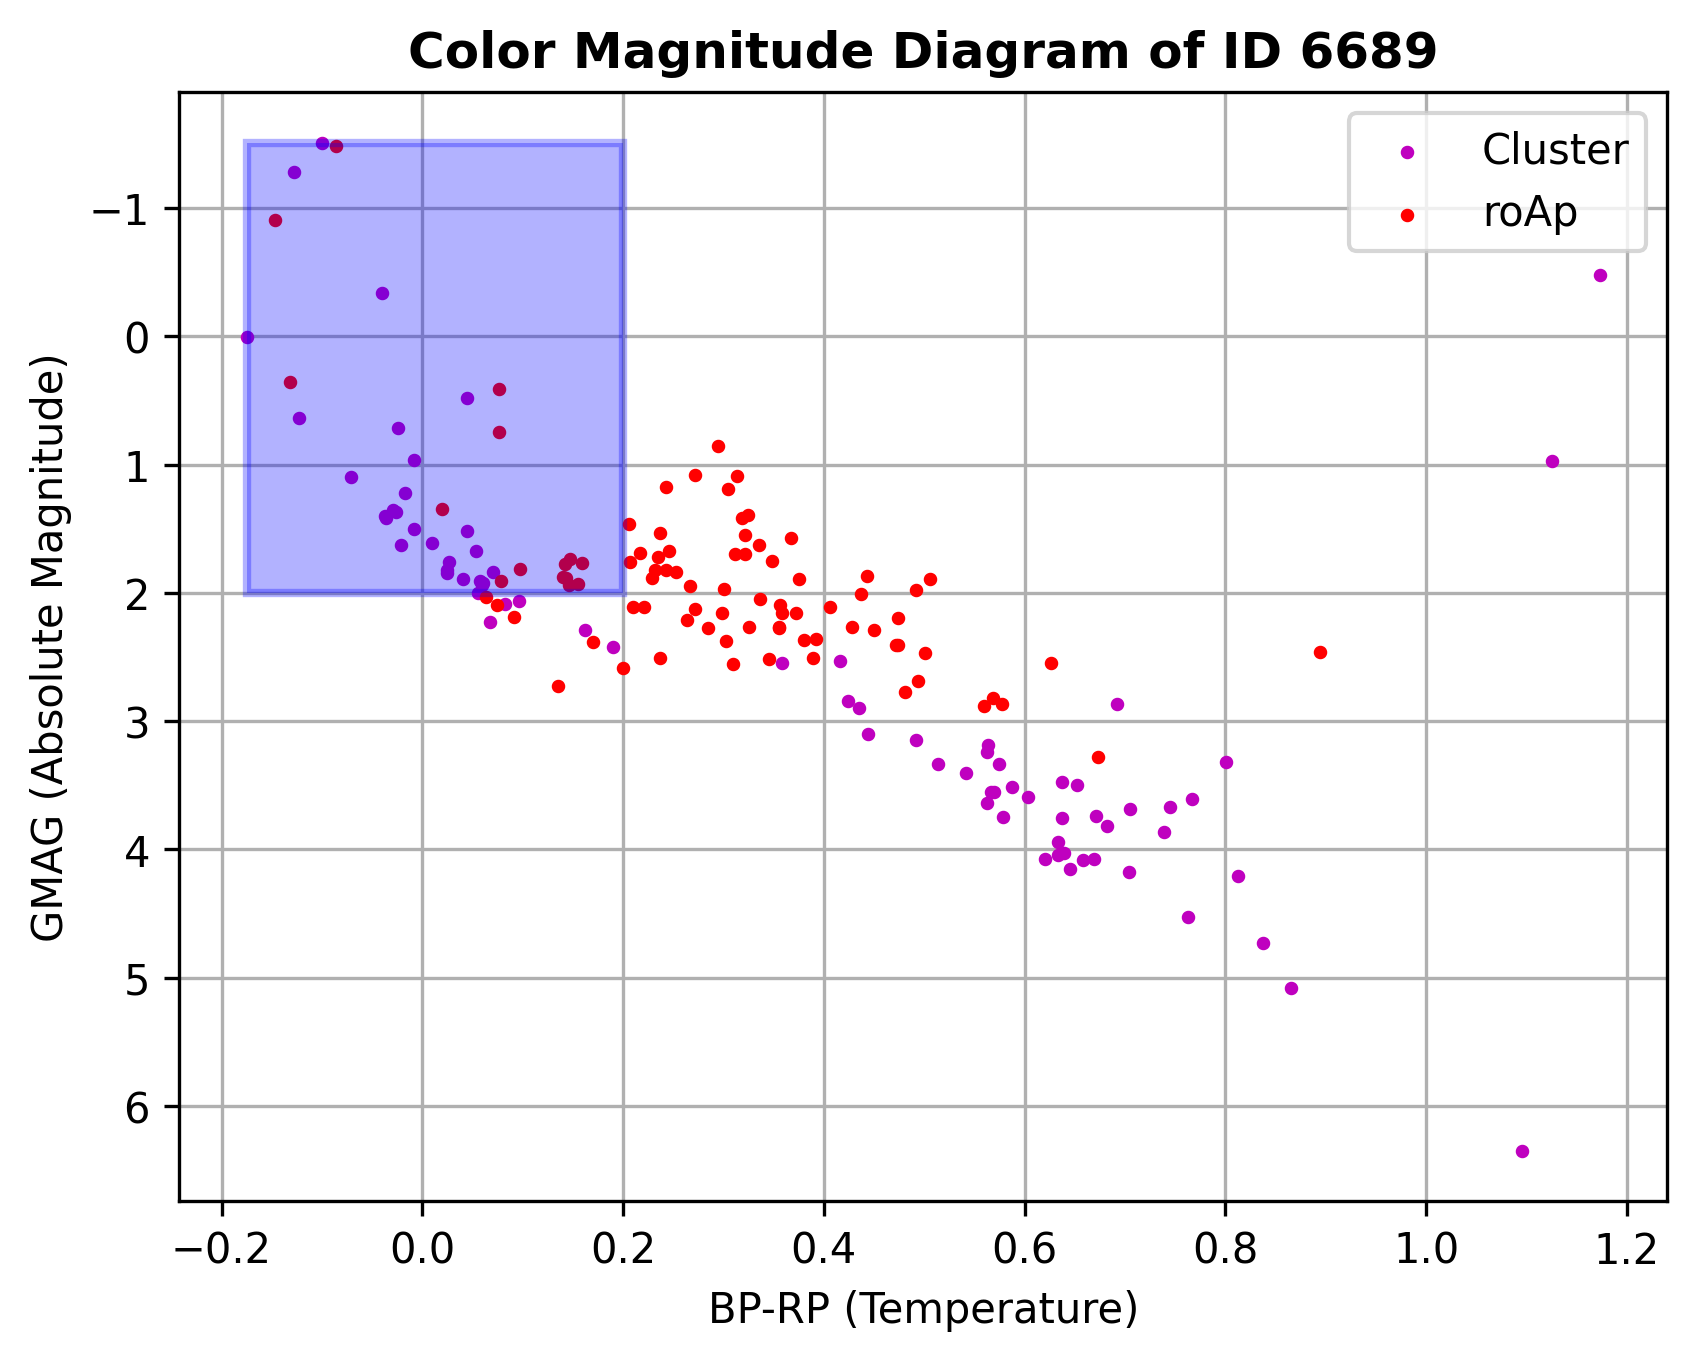 Color Magnitude Diagram of ID 6689
Cluster
roAp
−1
0
1
2
3
4
5
6
GMAG (Absolute Magnitude)
−0.2 0.0 0.2 0.4 0.6 0.8 1.0 1.2
BP-RP (Temperature)